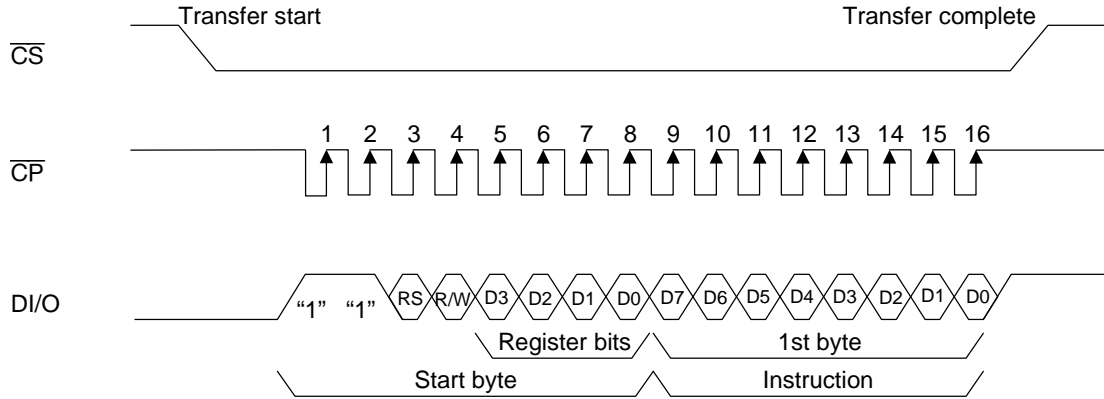 Transfer start Transfer complete
CS
1 2 3 4 5 6 7 8 9 10 11 12 13 14 15 16
CP
DI/O “1” “1” RS R/W D3 D2 D1 D0 D7 D6 D5 D4 D3 D2 D1 D0
Register bits 1st byte
Start byte Instruction